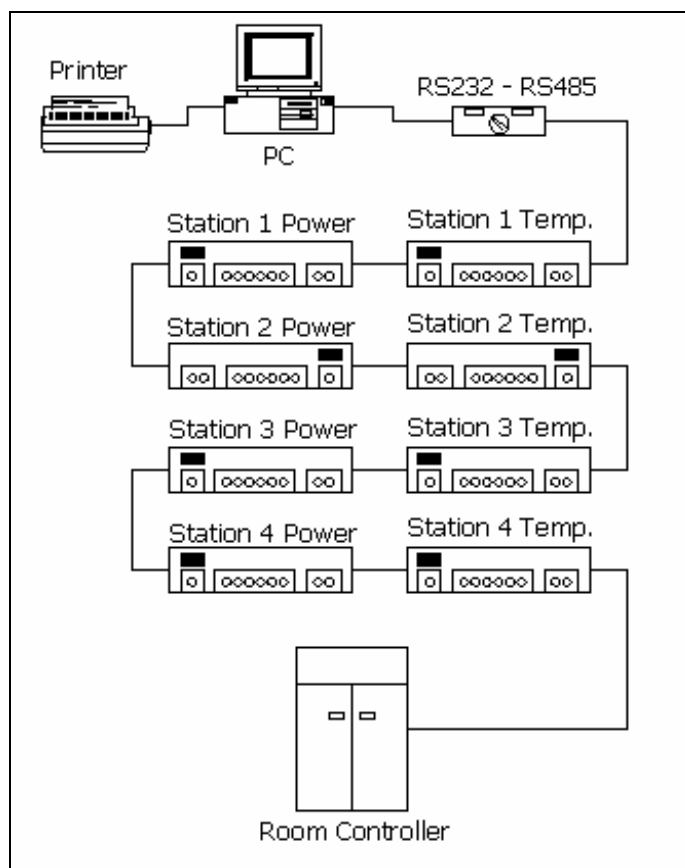 Printer
RS232 - RS485
PC
Station 1 Power
Station 1 Temp.
Station 2 Power
Station 2 Temp.
Station 3 Power
Station 3 Temp.
Station 4 Power
Station 4 Temp.
Room Controller